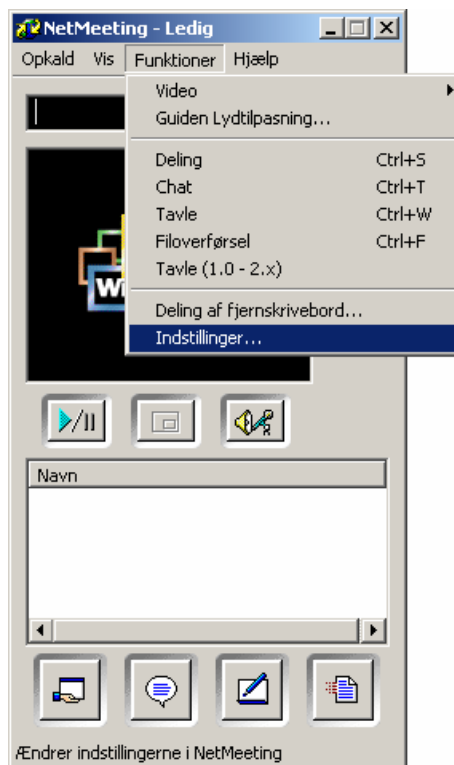 NetMeeting - Ledig
Opkald Vis Funktioner Hjælp
Video
Guiden Lydtilpasning...
Deling Ctrl+S
Chat Ctrl+T
Tavle Ctrl+W
Filoverførsel Ctrl+F
Tavle (1.0 - 2.x)
Deling af fjernskrivebord...
Indstillinger...
Navn
Ændrer indstillingerne i NetMeeting